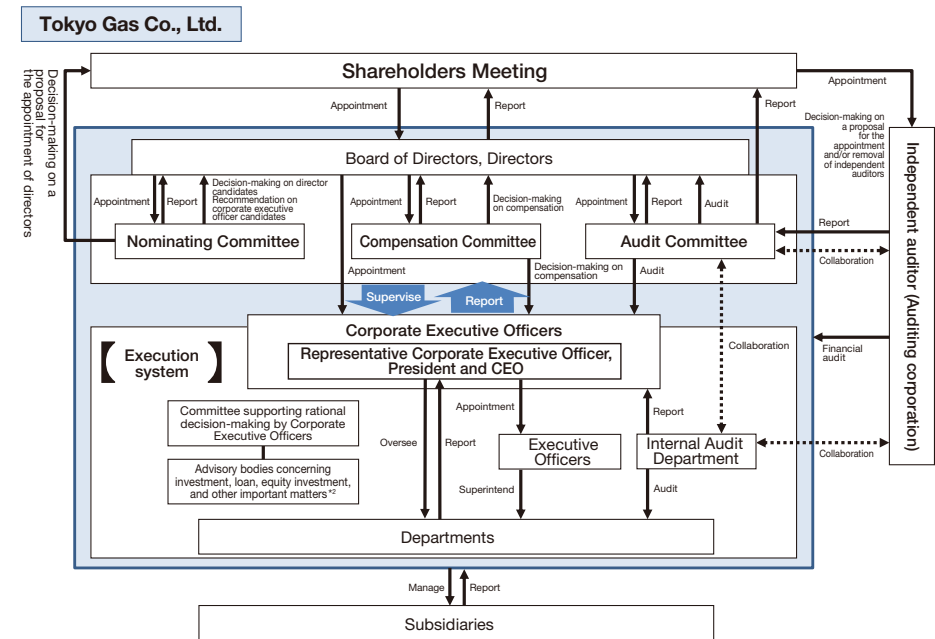 Tokyo Gas Co., Ltd.
Shareholders Meeting
Decision-making on a
proposal for
the appointment of directors
Appointment
Report
Report
Appointment
Decision-making on
a proposal
for the
appointment
and/or removal
of independent
auditors
Independent auditor (Auditing corporation)
Board of Directors, Directors
Appointment
Report
Decision-making on director
candidates
Recommendation on
corporate executive
officer candidates
Appointment
Report
Decision-making
on compensation
Appointment
Report
Audit
Nominating Committee
Compensation Committee
Audit Committee
Report
Collaboration
Appointment
Decision-making on
compensation
Audit
Supervise
Report
Corporate Executive Officers
Representative Corporate Executive Officer,
President and CEO
【Execution
system】
Collaboration
Financial
audit
Committee supporting rational
decision-making by Corporate
Executive Officers
Advisory bodies concerning
investment, loan, equity investment,
and other important matters *2
Oversee
Report
Appointment
Executive
Officers
Superintend
Report
Internal Audit
Department
Audit
Collaboration
Departments
Manage
Report
Subsidiaries